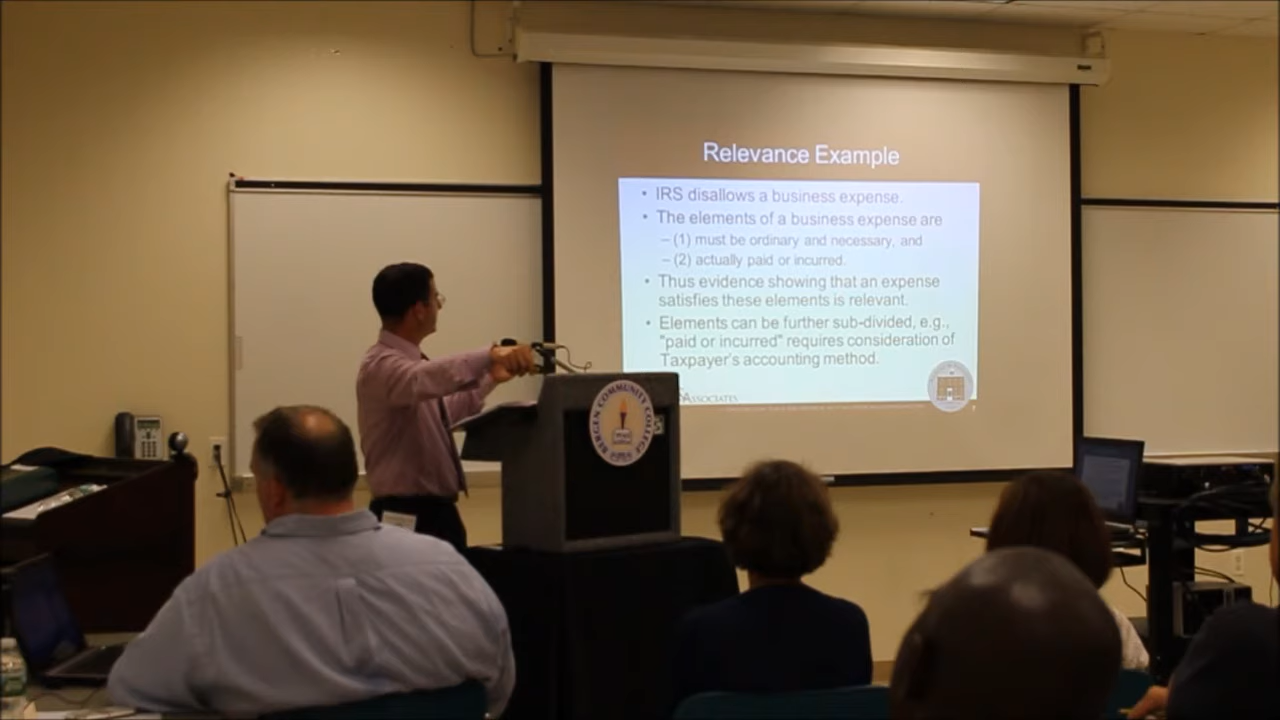 Relevance Example
• IRS disallows a business expense.
• The elements of a business expense are
– (1) must be ordinary and necessary, and
– (2) actually paid or incurred.
• Thus evidence showing that an expense
satisfies these elements is relevant.
• Elements can be further sub-divided, e.g.,
"paid or incurred" requires consideration of
Taxpayer's accounting method.
ASSOCIATES
BERGEN COMMUNITY COLLEGE